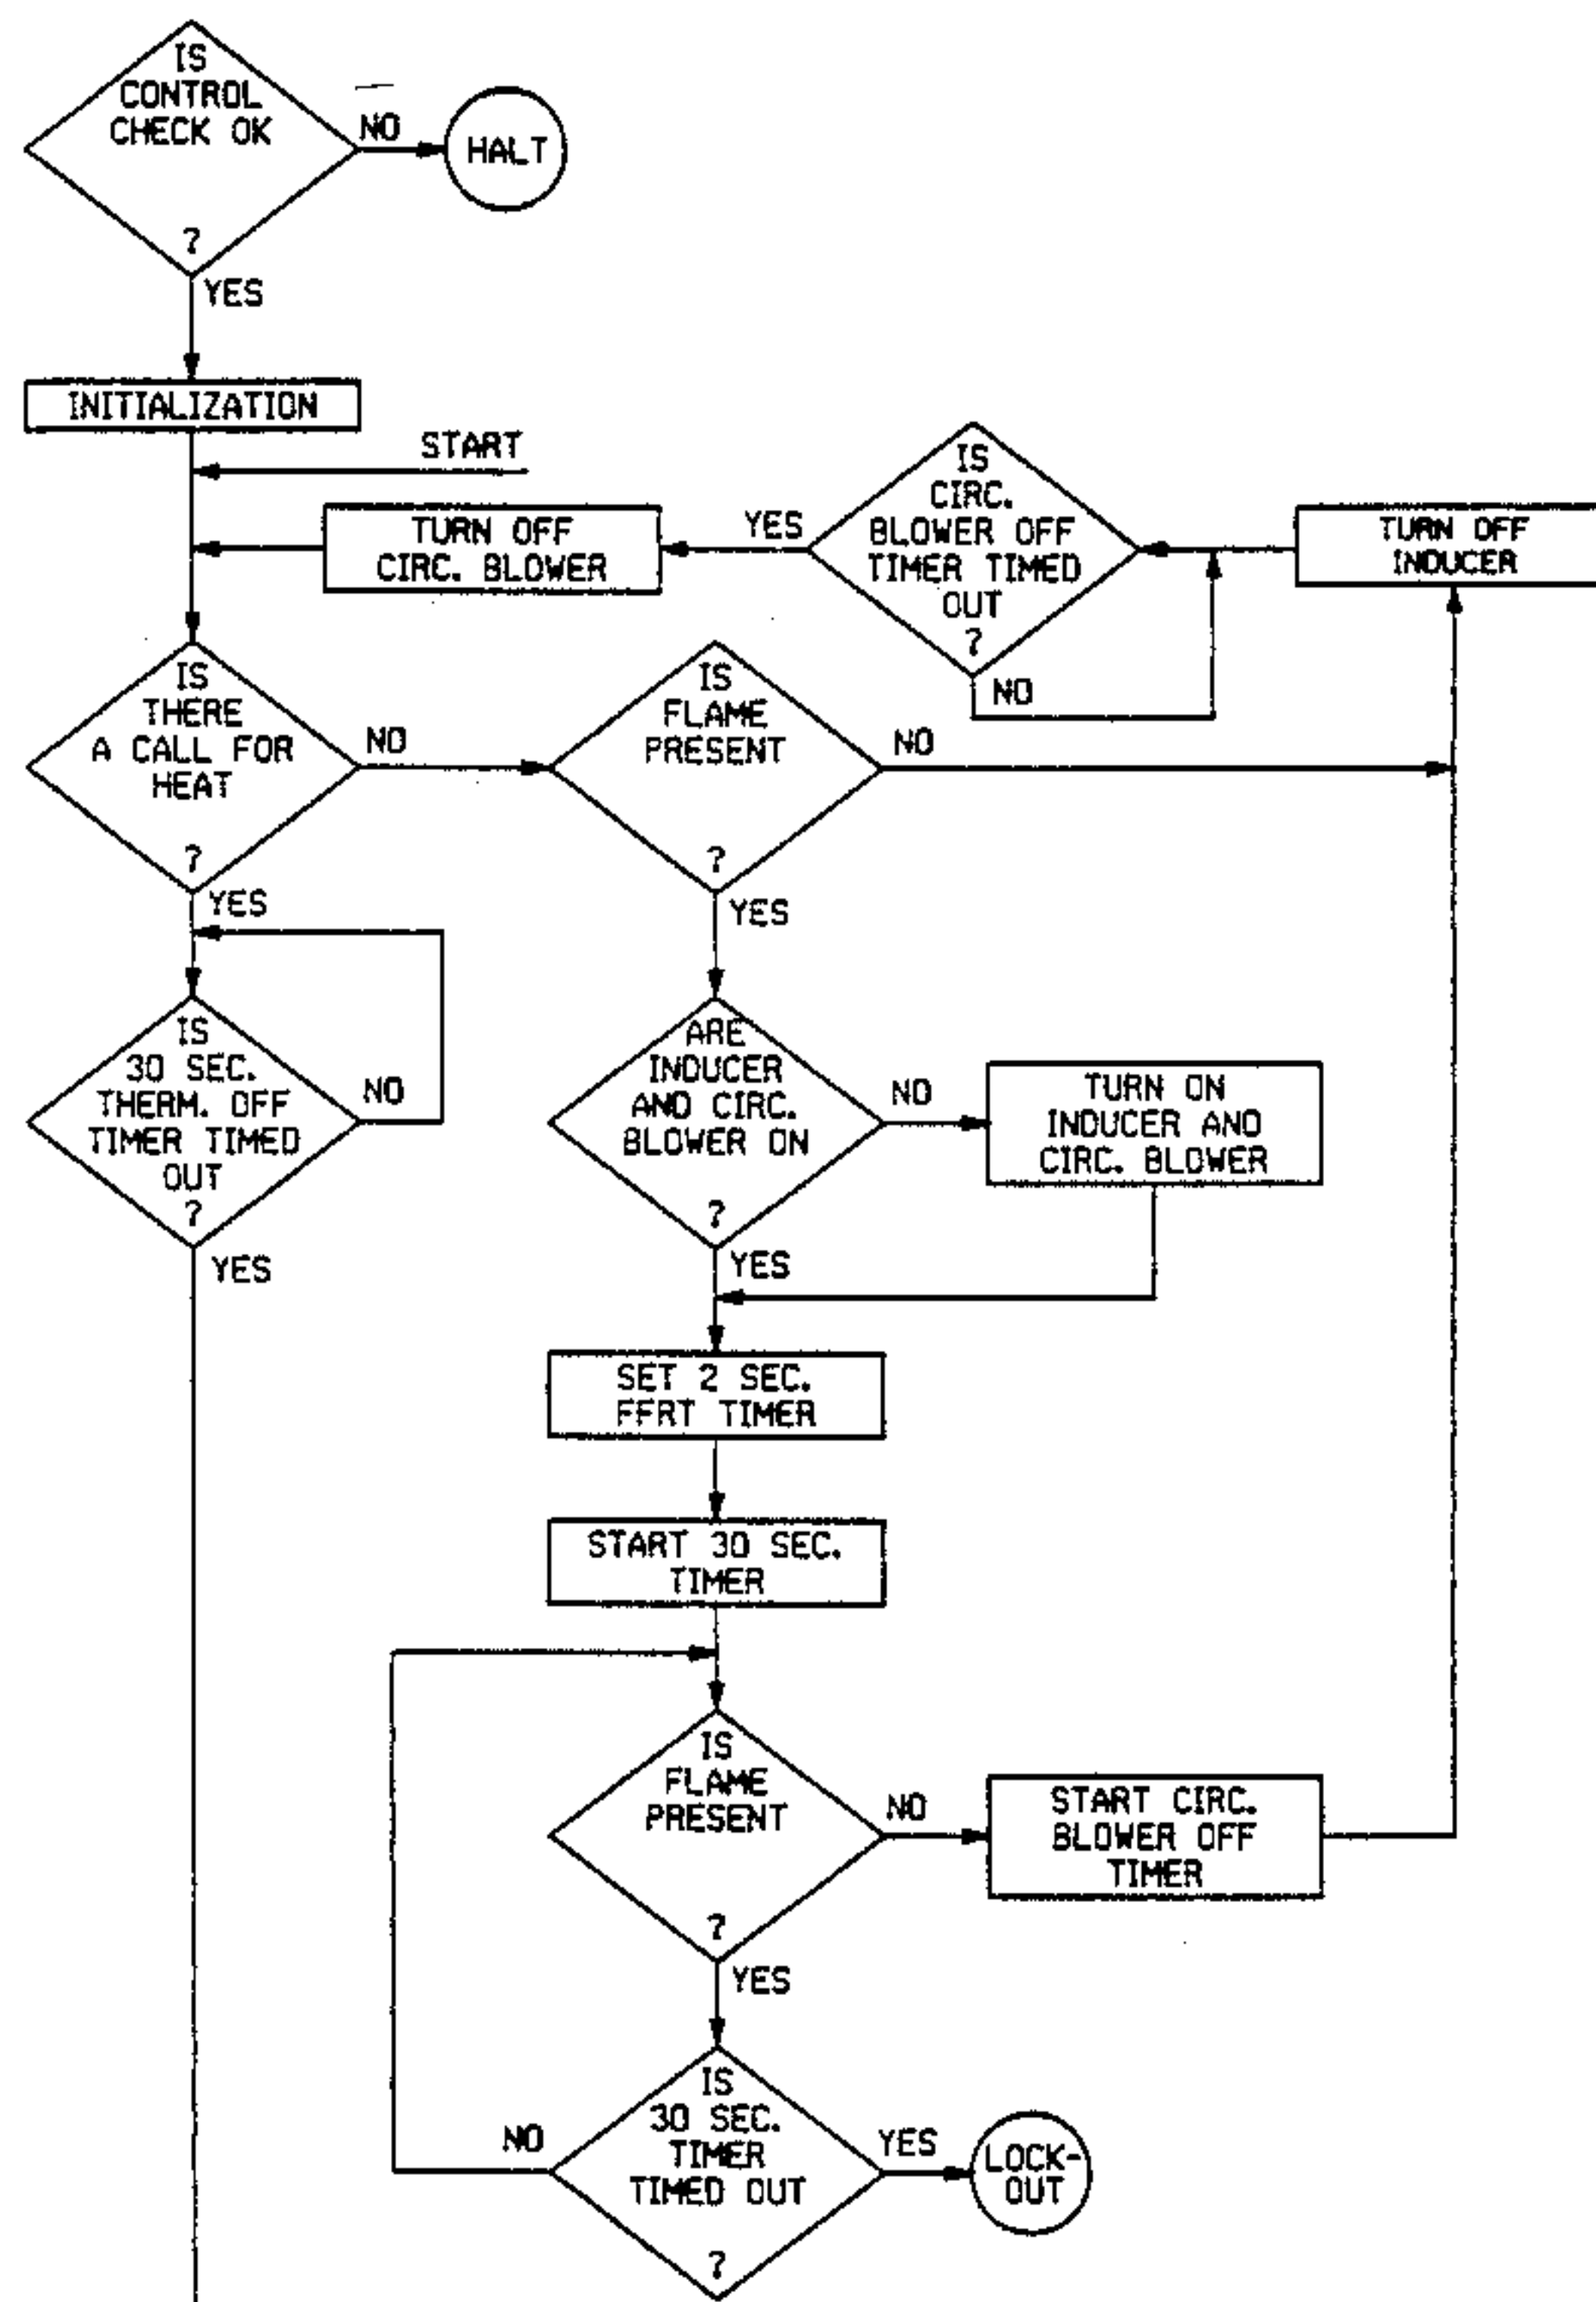 IS
CONTROL
CHECK OK
?
NO
HALT
YES
INITIALIZATION
START
TURN OFF
CIRC. BLOWER
YES
IS
CIRC.
BLOWER OFF
TIMER TIMED
OUT
?
NO
TURN OFF
INDUCER
IS
THERE
A CALL FOR
HEAT
?
NO
IS
FLAME
PRESENT
?
NO
YES
YES
IS
30 SEC.
THERM. OFF
TIMER TIMED
OUT
?
NO
YES
ARE
INDUCER
AND CIRC.
BLOWER ON
?
NO
TURN ON
INDUCER AND
CIRC. BLOWER
YES
SET 2 SEC.
FFRT TIMER
START 30 SEC.
TIMER
IS
FLAME
PRESENT
?
NO
START CIRC.
BLOWER OFF
TIMER
YES
IS
30 SEC.
TIMER
TIMED OUT
?
NO
YES
LOCK-
OUT